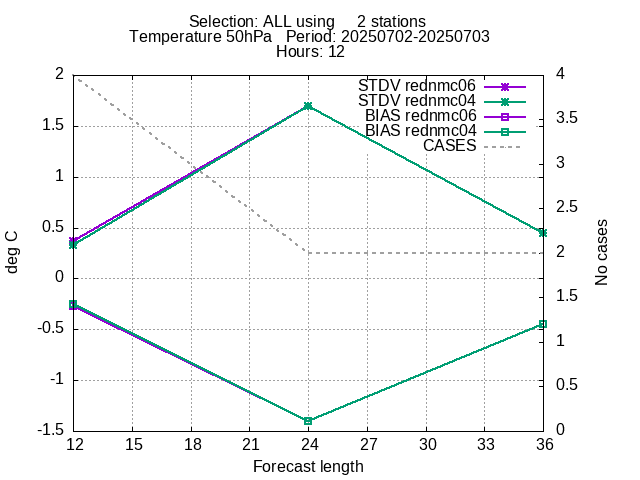 Selection: ALL using     2 stations
Temperature 50hPa   Period: 20250702-20250703
Hours: 12
STDV rednmc06
STDV rednmc04
BIAS rednmc06
BIAS rednmc04
CASES
deg C
2
1.5
1
0.5
0
-0.5
-1
-1.5
No cases
4
3.5
3
2.5
2
1.5
1
0.5
0
12 15 18 21 24 27 30 33 36
Forecast length